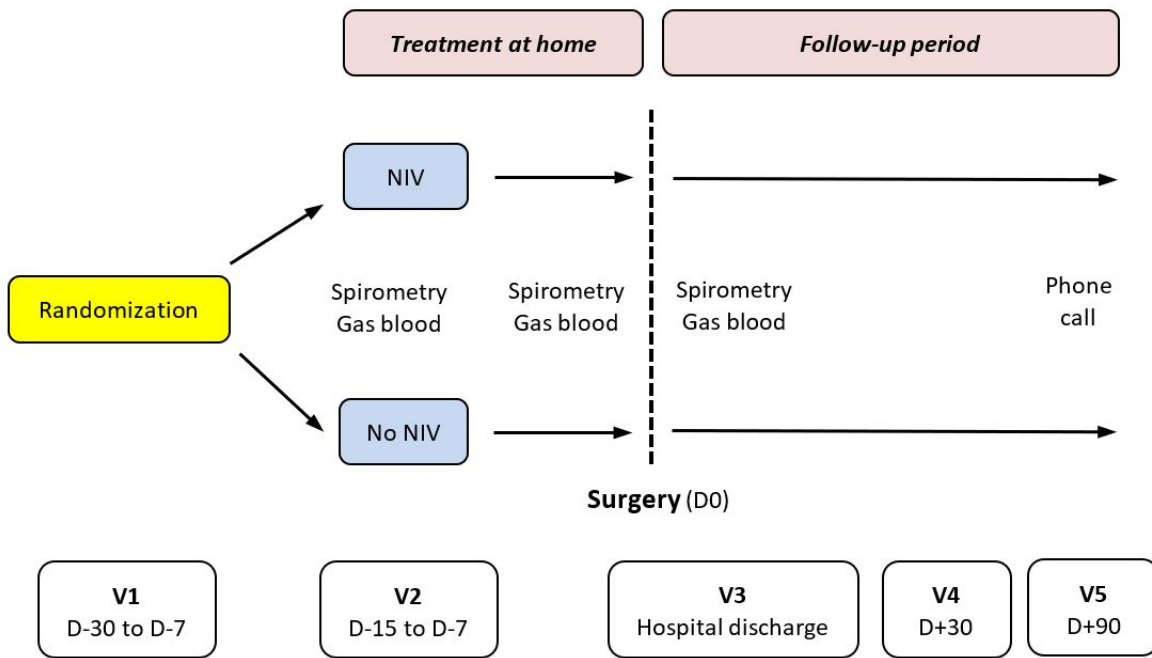 Treatment at home
Follow-up period
NIV
Randomization
Spirometry
Gas blood
Spirometry
Gas blood
Spirometry
Gas blood
Phone
call
No NIV
Surgery (D0)
V1
D-30 to D-7
V2
D-15 to D-7
V3
Hospital discharge
V4
D+30
V5
D+90